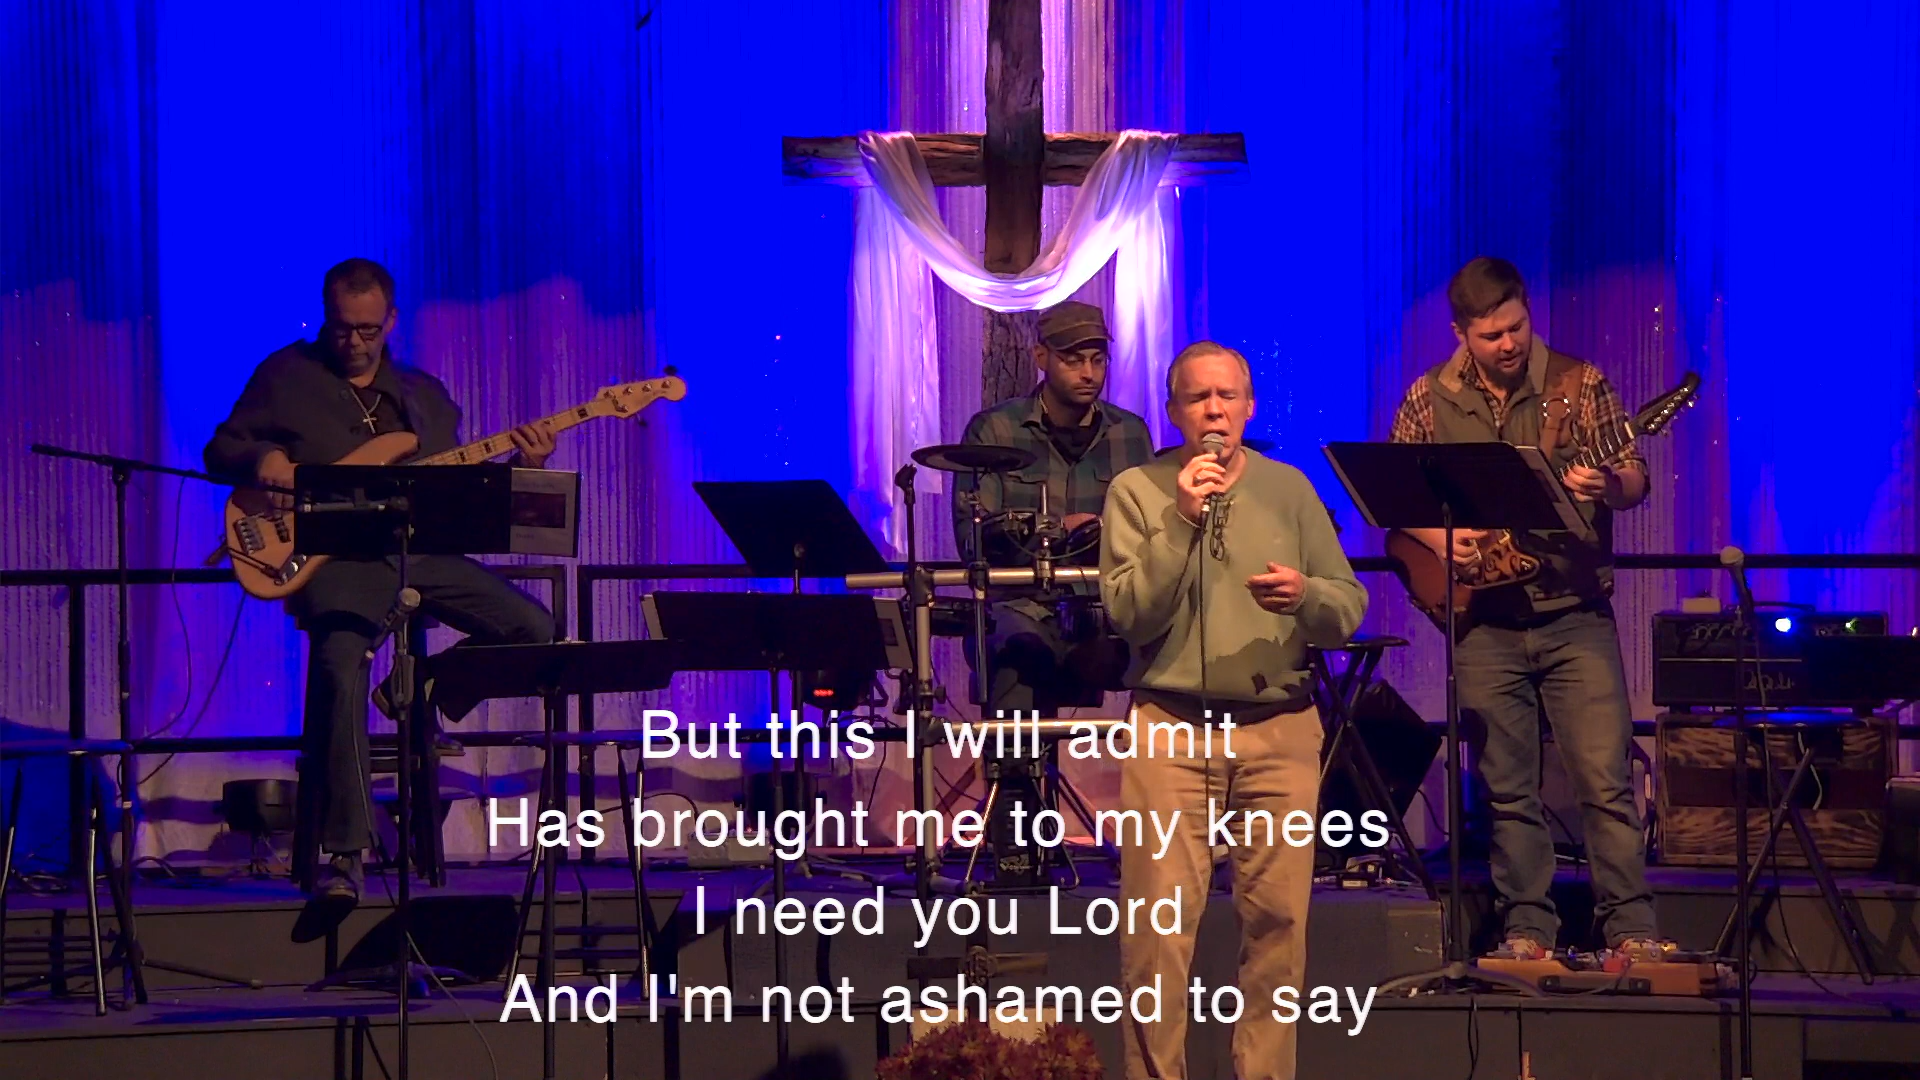 But this I will admit
Has brought me to my knees
I need you Lord
And I'm not ashamed to say